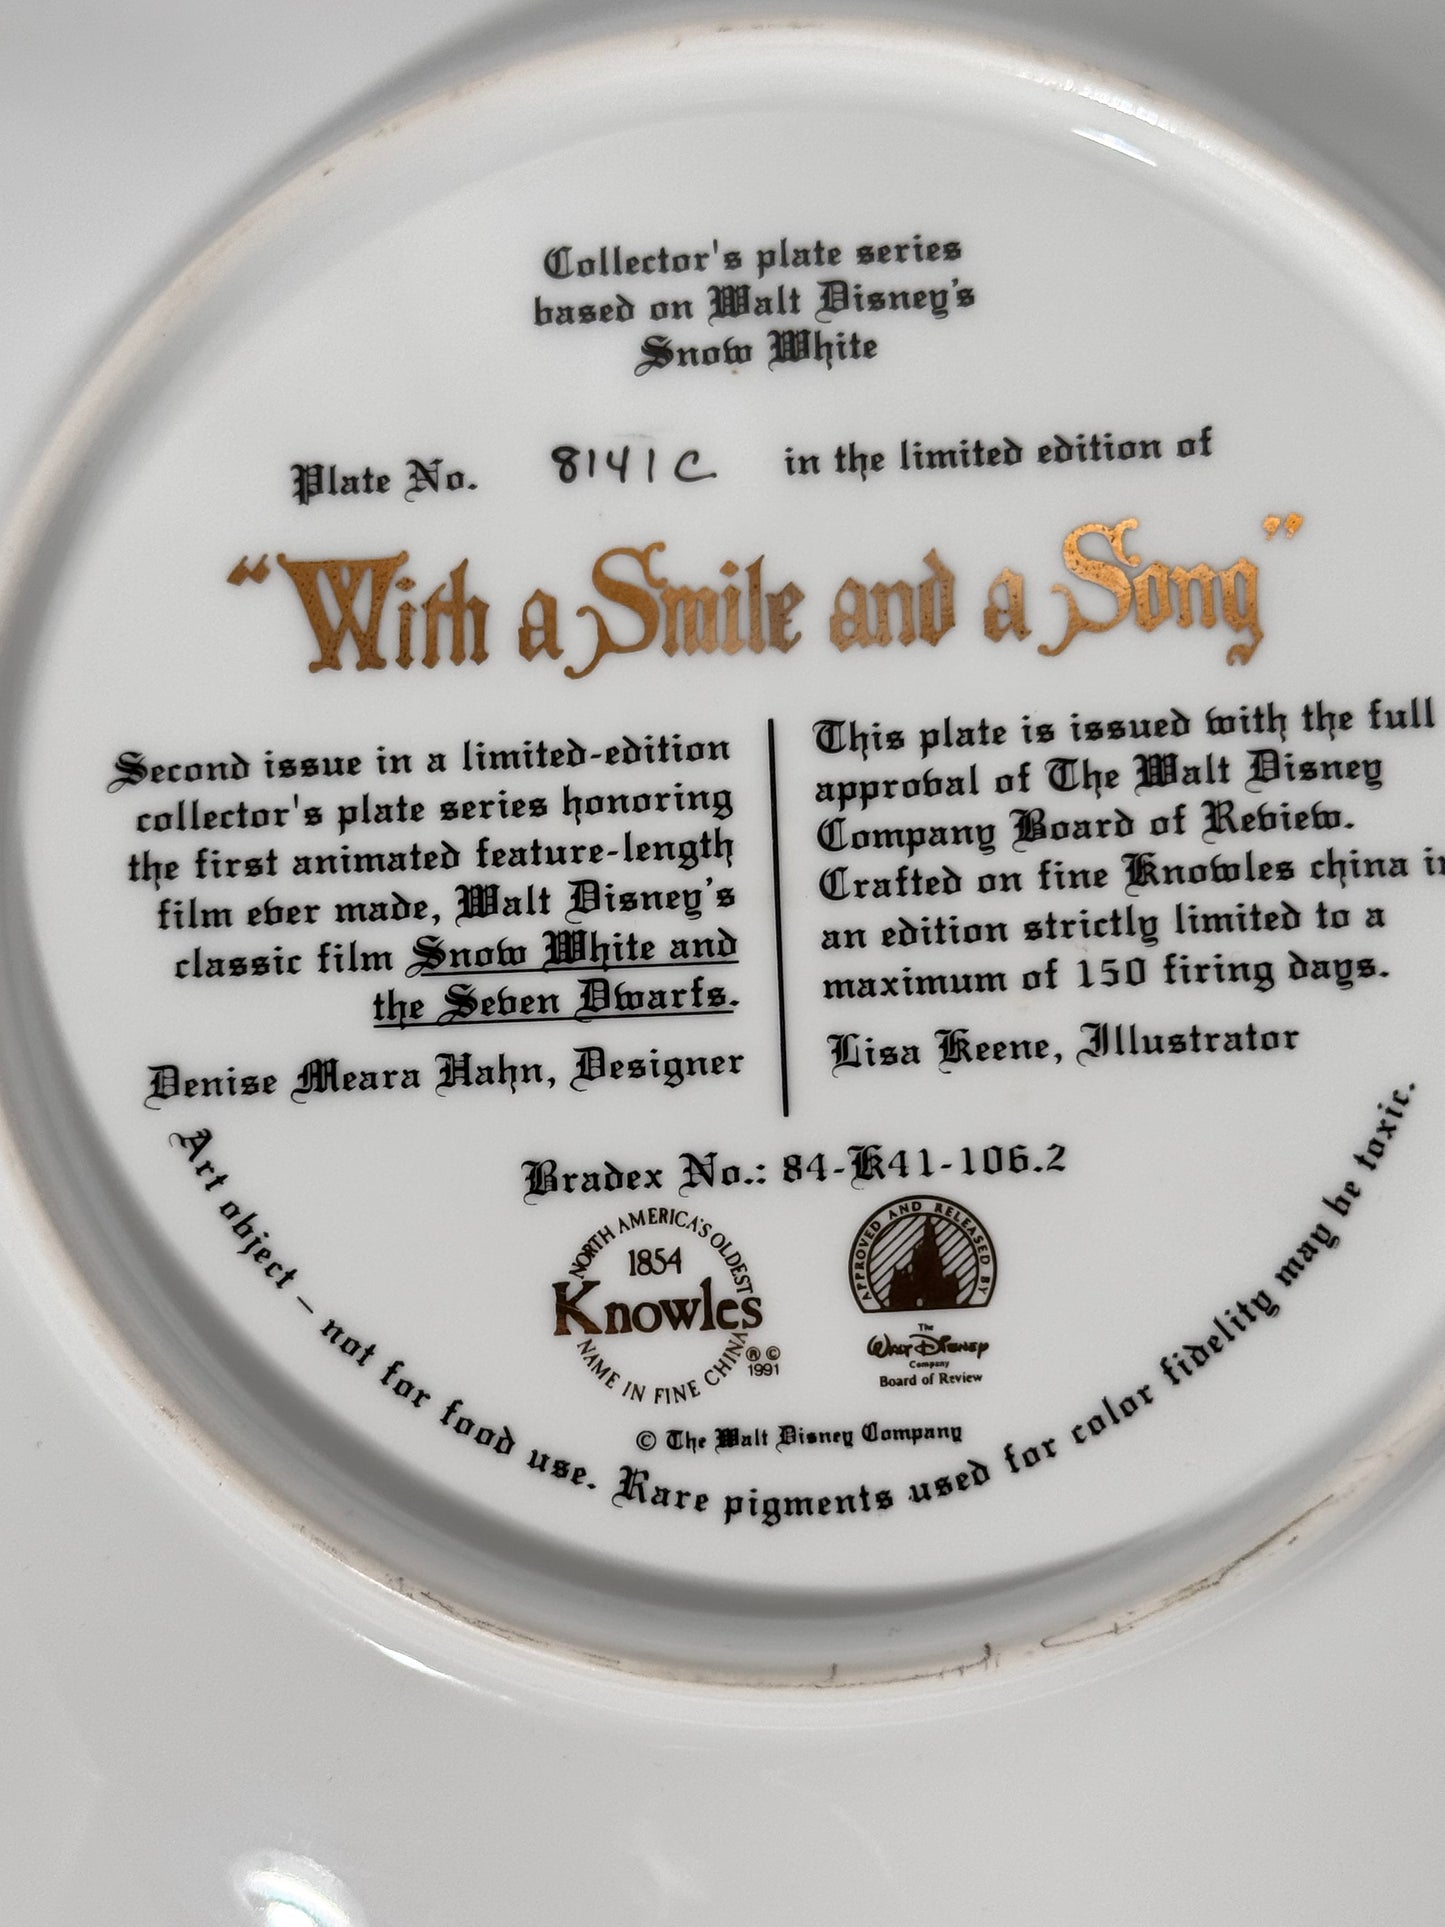 Collector's plate series
based on Walt Disney's
Snow White
Plate No. 8141C in the limited edition of
“With a Smile and a Song”
Second issue in a limited-edition
collector's plate series honoring
the first animated feature-length
film ever made, Walt Disney's
classic film Snow White and
the Seven Dwarfs.
Denise Meara Hahn, Designer
This plate is issued with the full
approval of The Walt Disney
Company Board of Review.
Crafted on fine Knowles china in
an edition strictly limited to a
maximum of 150 firing days.
Lisa Keene, Illustrator
Bradex No.: 84-K41-106.2
NORTH AMERICA'S OLDEST
1854
Knowles
NAME IN FINE CHINA
® © 1991
APPROVED AND RELEASED BY
The
Walt Disney
Company
Board of Review
© The Walt Disney Company
Art object – not for food use. Rare pigments used for color fidelity may be toxic.